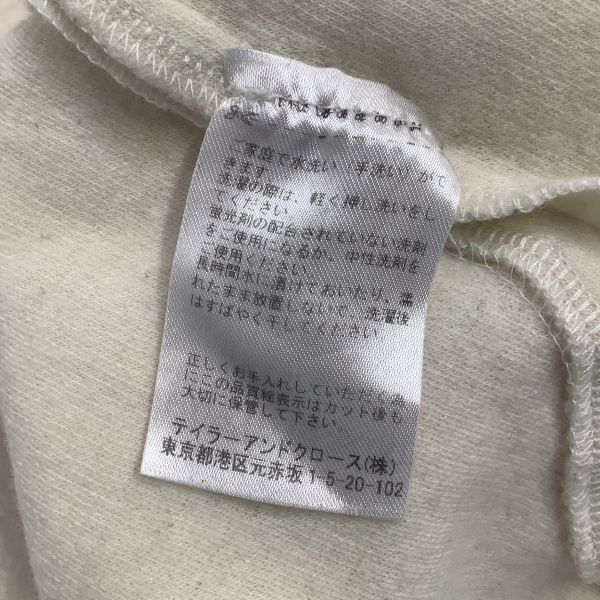 ご家庭で水洗い(手洗い)がで
きます。
洗濯の際は、軽く押し洗いをし
てください
蛍光剤の配合されていない洗剤
をご使用になるか、中性洗剤を
ご使用ください
長時間水に漬けておいたり、濡
れたまま放置しないで、洗濯後
はすばやく干してください。
正しくお手入れしていただく為
にこの品質絵表示はカット後も
大切に保管して下さい。
テイラーアンドクロース(株)
東京都港区元赤坂1-5-20-102